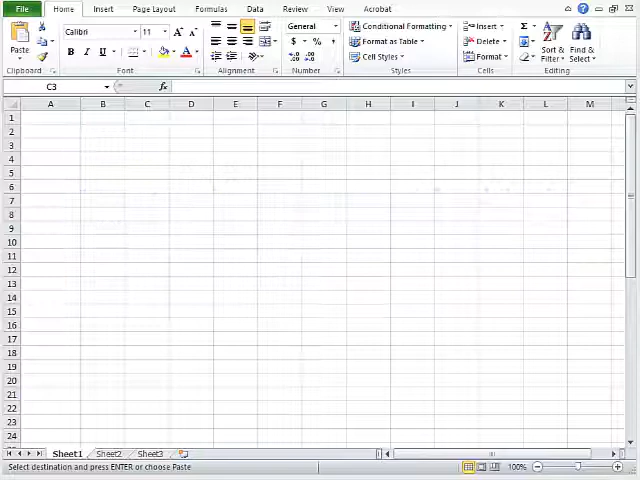 File Home Insert Page Layout Formulas Data Review View Acrobat
Calibri 11 A A General Conditional Formatting Insert Σ
Paste B I U A $ % , Format as Table Delete Sort & Filter Find & Select
Cell Styles Format
Clipboard Font Alignment Number Styles Cells Editing
C3 fx
A B C D E F G H I J K L M
1
2
3
4
5
6
7
8
9
10
11
12
13
14
15
16
17
18
19
20
21
22
23
24
Sheet1 Sheet2 Sheet3
Select destination and press ENTER or choose Paste 100%